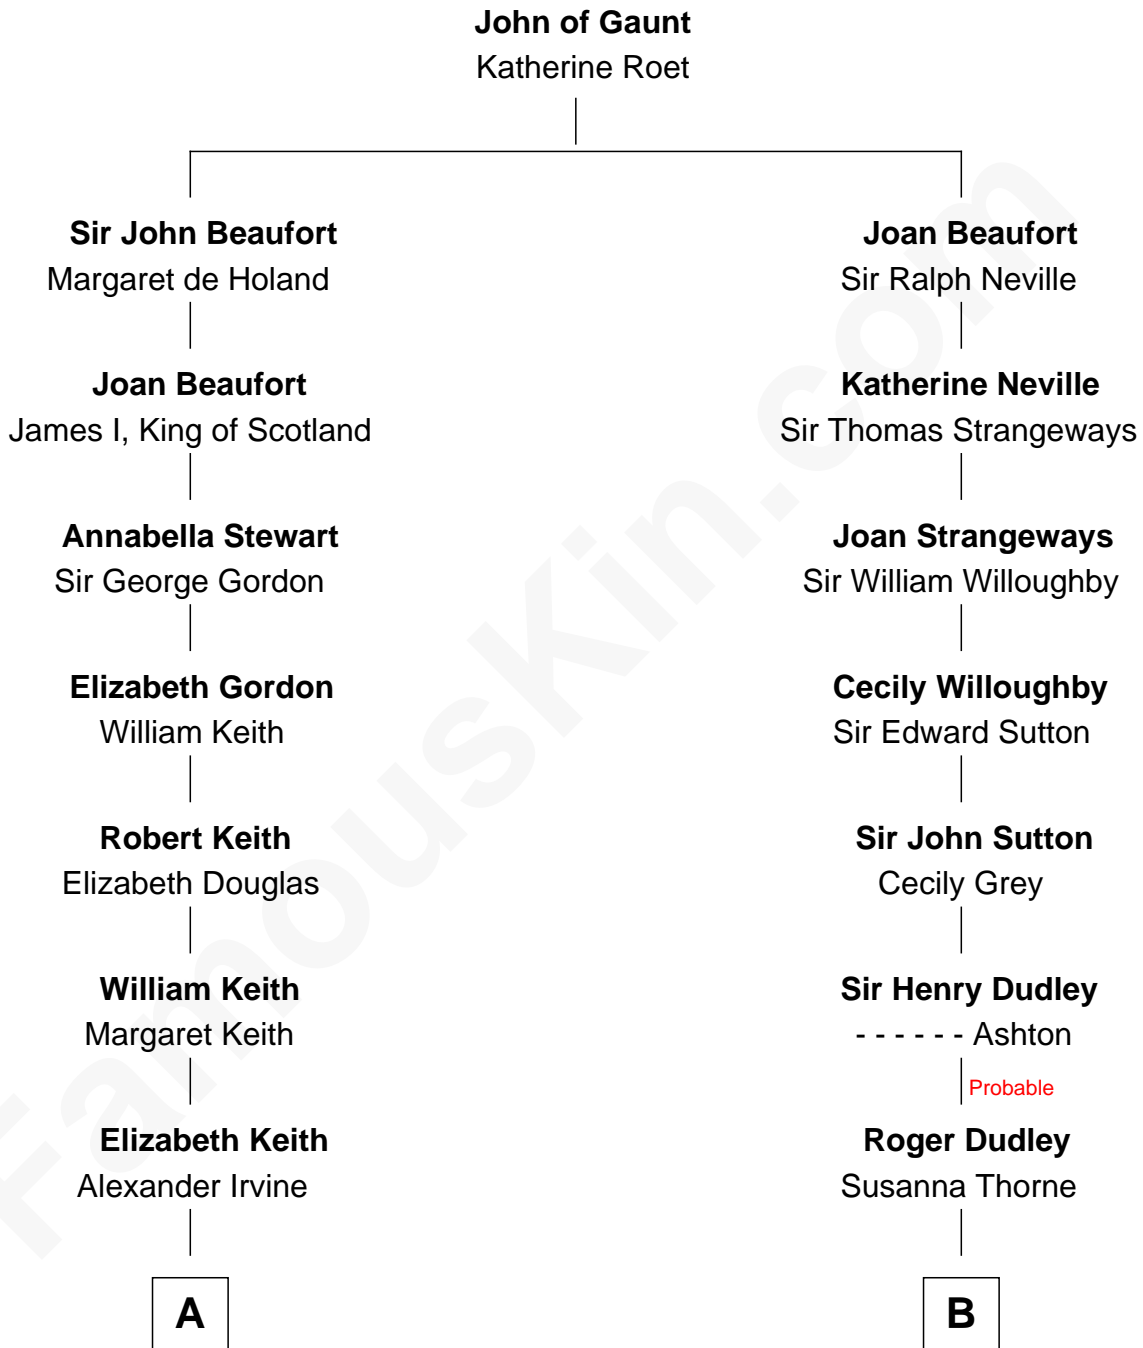 John of Gaunt
Katherine Roet
Sir John Beaufort
Margaret de Holand
Joan Beaufort
James I, King of Scotland
Annabella Stewart
Sir George Gordon
Elizabeth Gordon
William Keith
Robert Keith
Elizabeth Douglas
William Keith
Margaret Keith
Elizabeth Keith
Alexander Irvine
A
Joan Beaufort
Sir Ralph Neville
Katherine Neville
Sir Thomas Strangeways
Joan Strangeways
Sir William Willoughby
Cecily Willoughby
Sir Edward Sutton
Sir John Sutton
Cecily Grey
Sir Henry Dudley
- - - - - - Ashton
Probable
Roger Dudley
Susanna Thorne
B
FamousKin.com